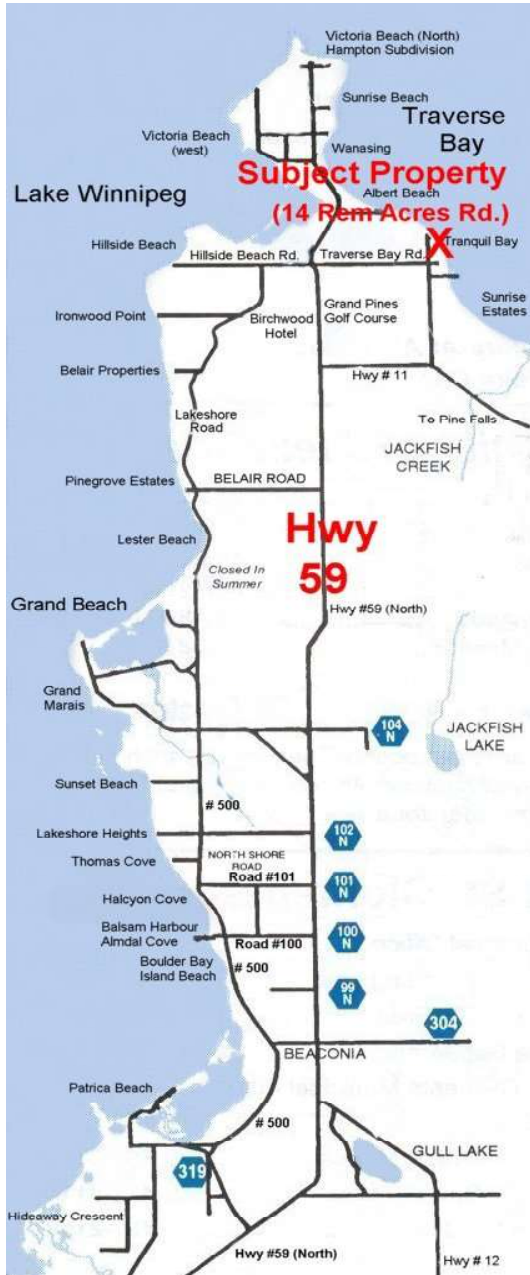 Victoria Beach (North)
Hampton Subdivision
Sunrise Beach
Traverse
Bay
Victoria Beach
(west)
Wanasing
Subject Property
Lake Winnipeg
Albert Beach
(14 Rem Acres Rd.)
X
Tranquil Bay
Hillside Beach
Hillside Beach Rd.
Traverse Bay Rd.
Sunrise
Estates
Grand Pines
Golf Course
Ironwood Point
Birchwood
Hotel
Belair Properties
Hwy # 11
Lakeshore
Road
To Pine Falls
JACKFISH
CREEK
Pinegrove Estates
BELAIR ROAD
Hwy
59
Lester Beach
Closed In
Summer
Grand Beach
Hwy #59 (North)
Grand
Marais
104
N
JACKFISH
LAKE
Sunset Beach
# 500
Lakeshore Heights
102
N
Thomas Cove
NORTH SHORE
ROAD
Road #101
101
N
Halcyon Cove
Balsam Harbour
Almdal Cove
Road #100
100
N
Boulder Bay
Island Beach
# 500
99
N
304
BEACONIA
Patrica Beach
# 500
GULL LAKE
319
Hideaway Crescent
Hwy #59 (North)
Hwy # 12